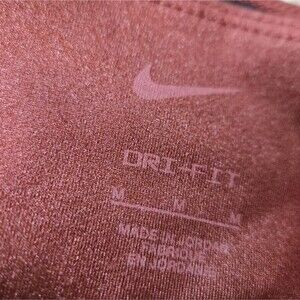 DRI-FIT
M M M
MADE IN JORDAN
FABRIQUÉ
EN JORDANIE